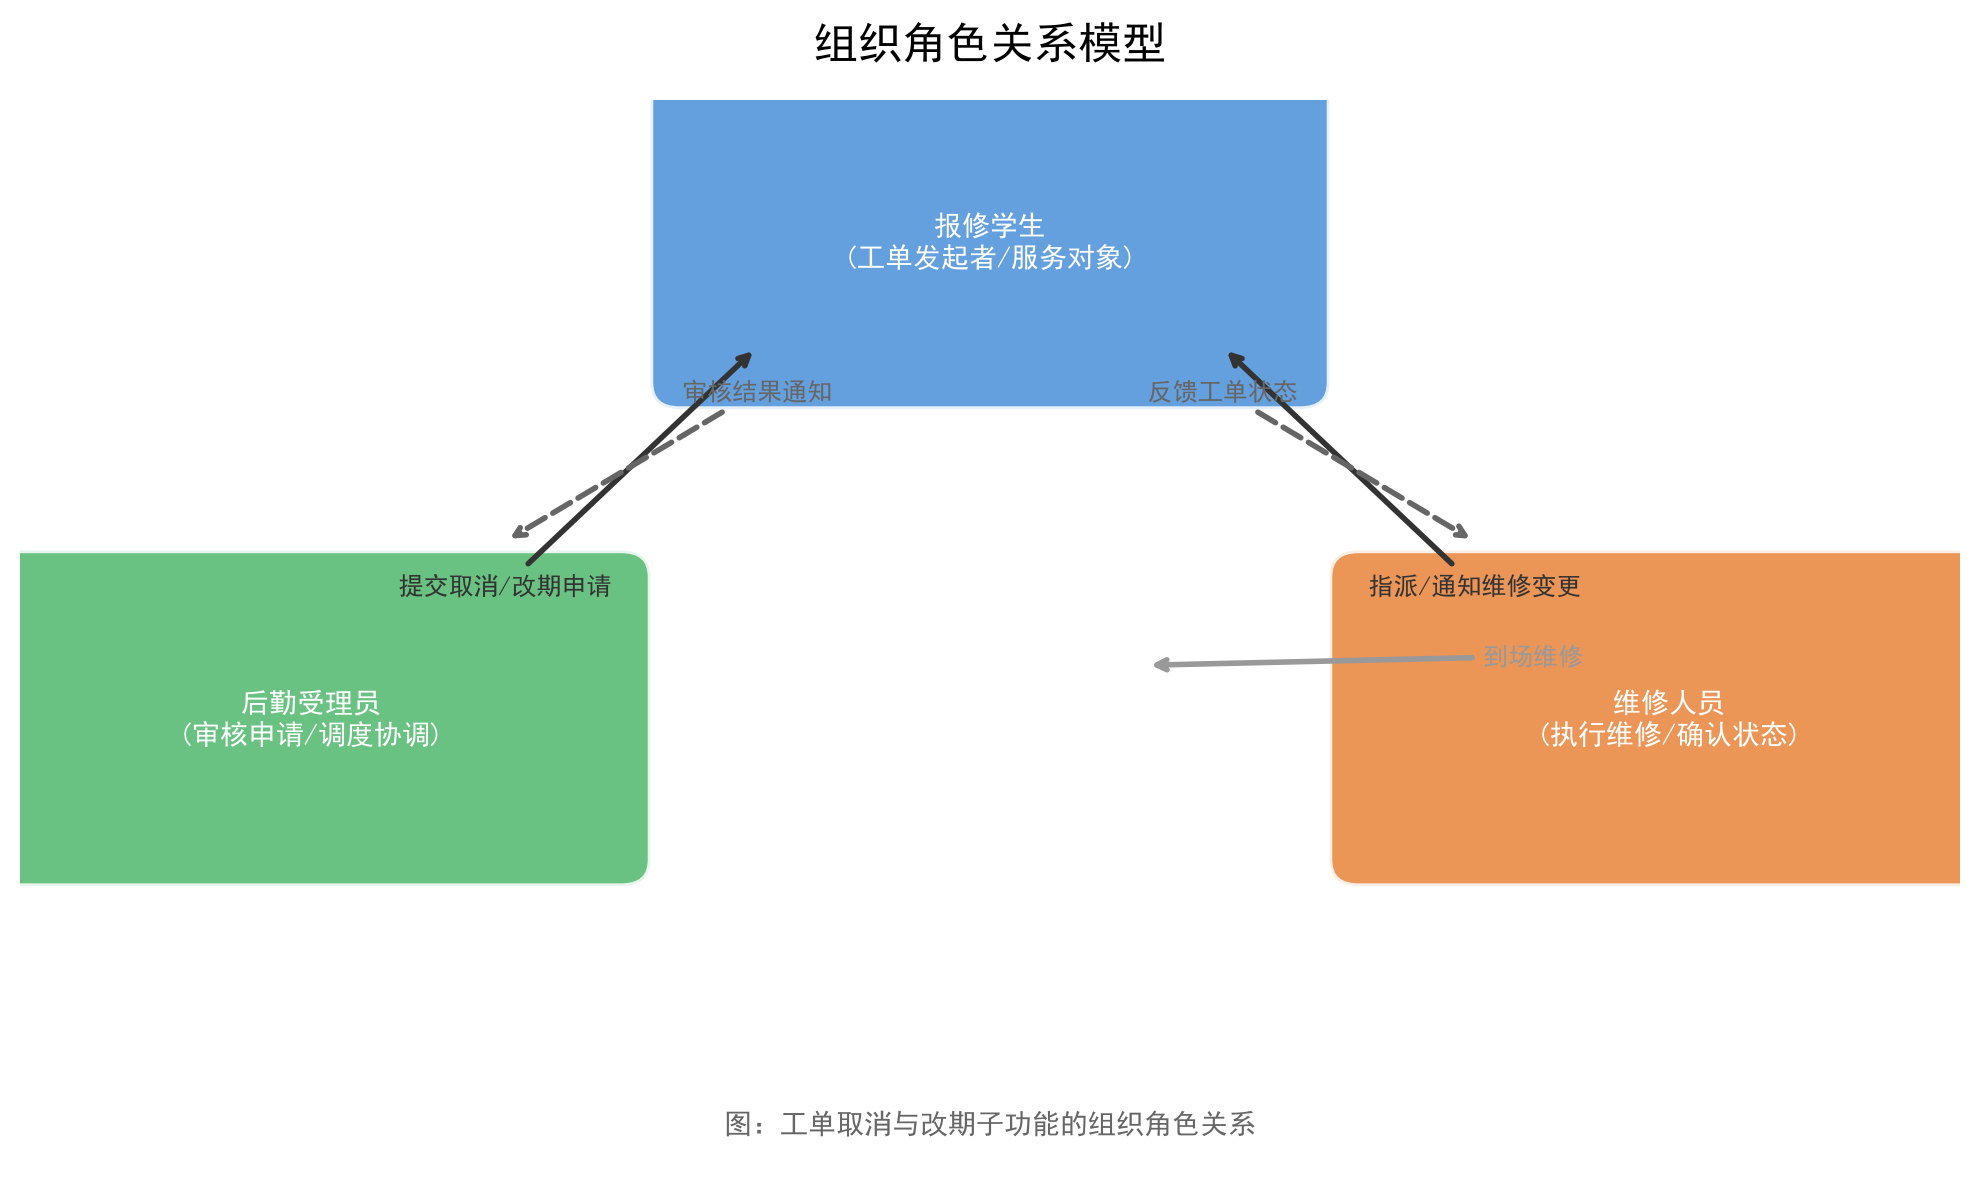 组织角色关系模型
报修学生
(工单发起者/服务对象)
审核结果通知
反馈工单状态
提交取消/改期申请
指派/通知维修变更
到场维修
后勤受理员
(审核申请/调度协调)
维修人员
(执行维修/确认状态)
图：工单取消与改期子功能的组织角色关系